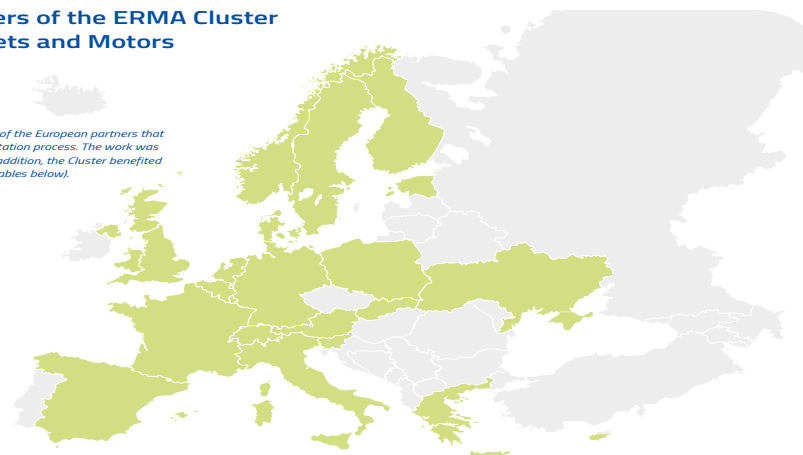 ers of the ERMA Cluster
ets and Motors
of the European partners that
tation process. The work was
addition, the Cluster benefited
ables below).